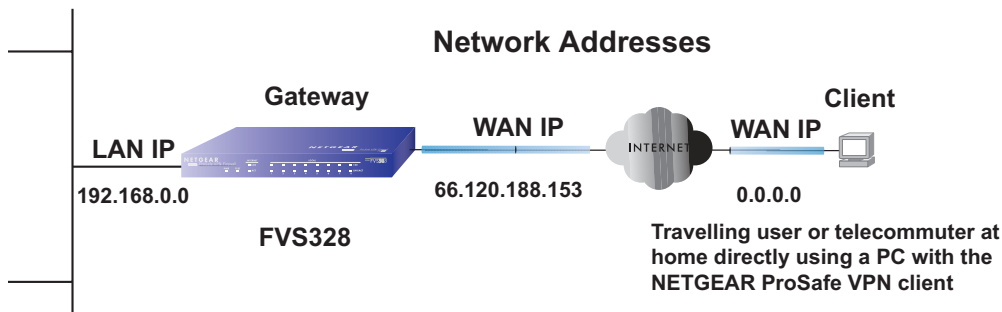 Network Addresses
Gateway
Client
LAN IP
WAN IP
WAN IP
NETGEAR
NETGEAR
INTERNET
192.168.0.0
66.120.188.153
0.0.0.0
FVS328
Travelling user or telecommuter at
home directly using a PC with the
NETGEAR ProSafe VPN client